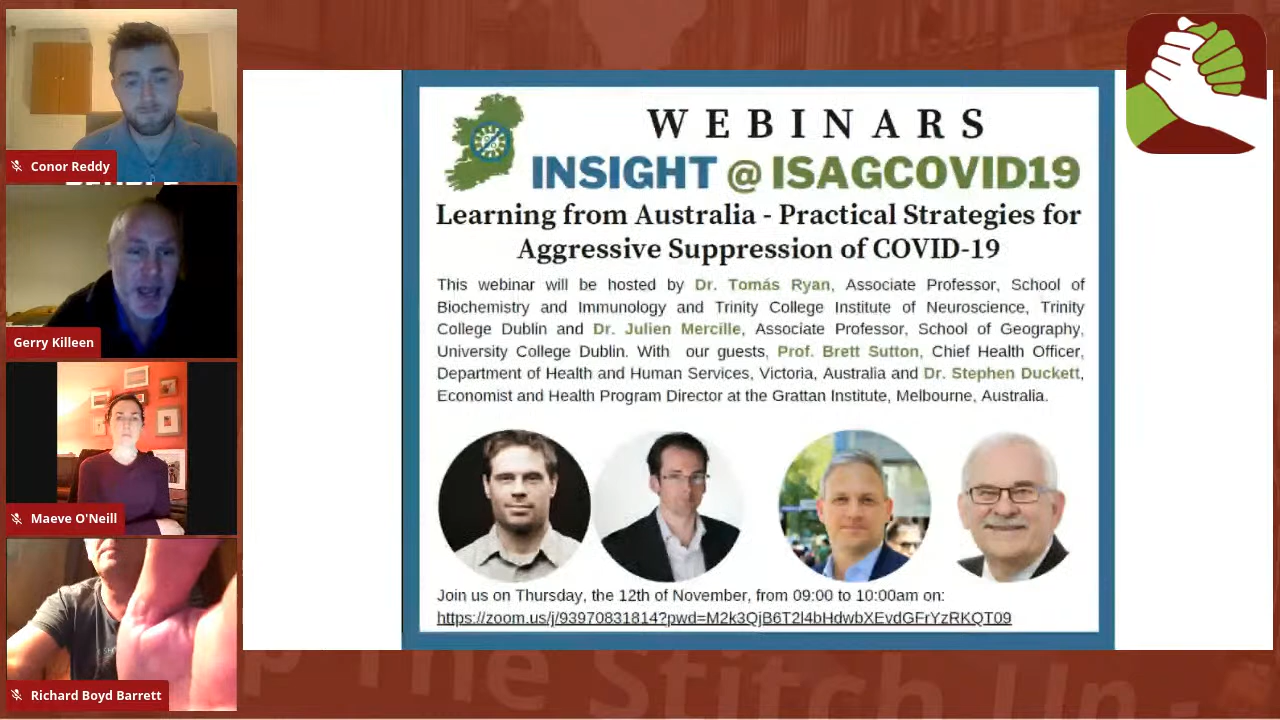 Conor Reddy
Gerry Killeen
Maeve O'Neill
Richard Boyd Barrett
WEBINARS
INSIGHT @ ISAGCOVID19
Learning from Australia - Practical Strategies for
Aggressive Suppression of COVID-19
This webinar will be hosted by Dr. Tomás Ryan, Associate Professor, School of
Biochemistry and Immunology and Trinity College Institute of Neuroscience, Trinity
College Dublin and Dr. Julien Mercille, Associate Professor, School of Geography,
University College Dublin. With our guests, Prof. Brett Sutton, Chief Health Officer,
Department of Health and Human Services, Victoria, Australia and Dr. Stephen Duckett,
Economist and Health Program Director at the Grattan Institute, Melbourne, Australia.
Join us on Thursday, the 12th of November, from 09:00 to 10:00am on:
https://zoom.us/j/93970831814?pwd=M2k3QjB6T2l4bHdwbXEvdGFrYzRKQT09
The Stitch Up